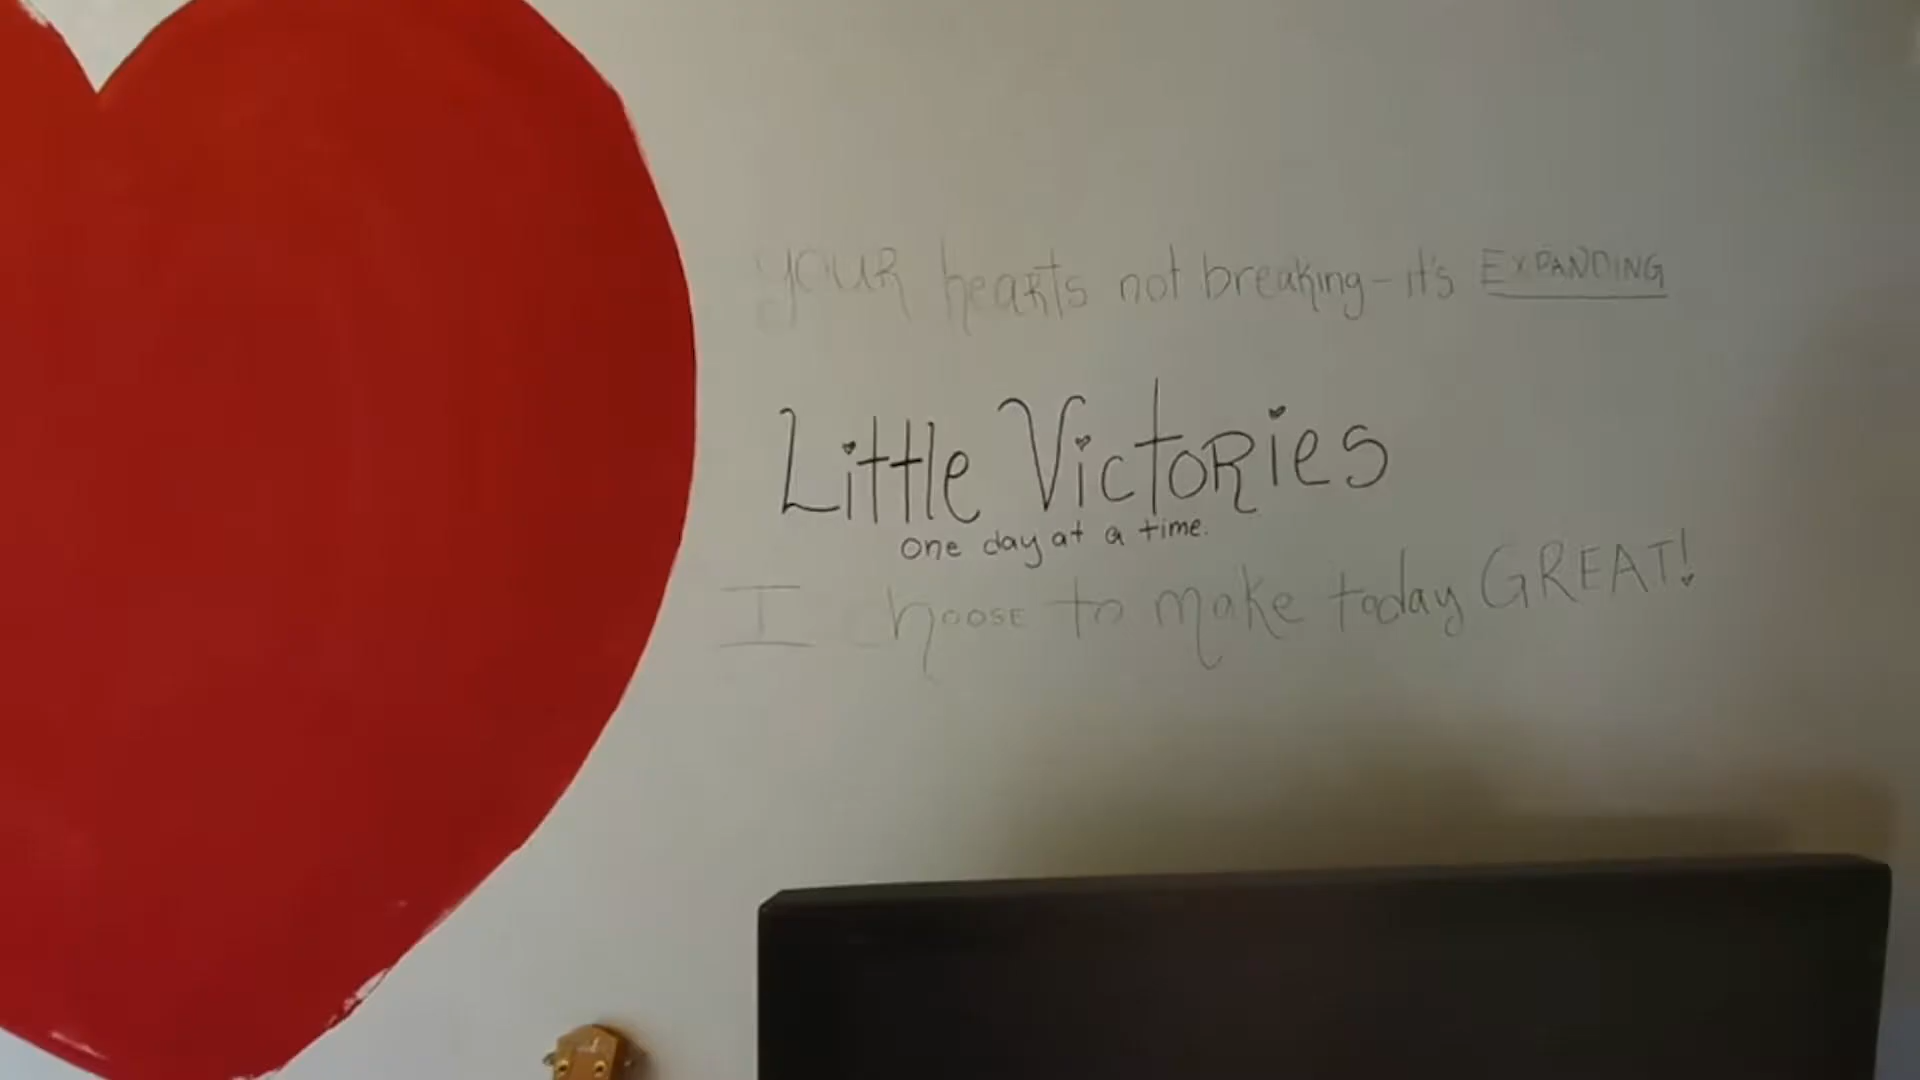 YOUR hearts not breaking - it's EXPANDING
Little VictoRies
One day at a time.
I choose to make today GREAT!